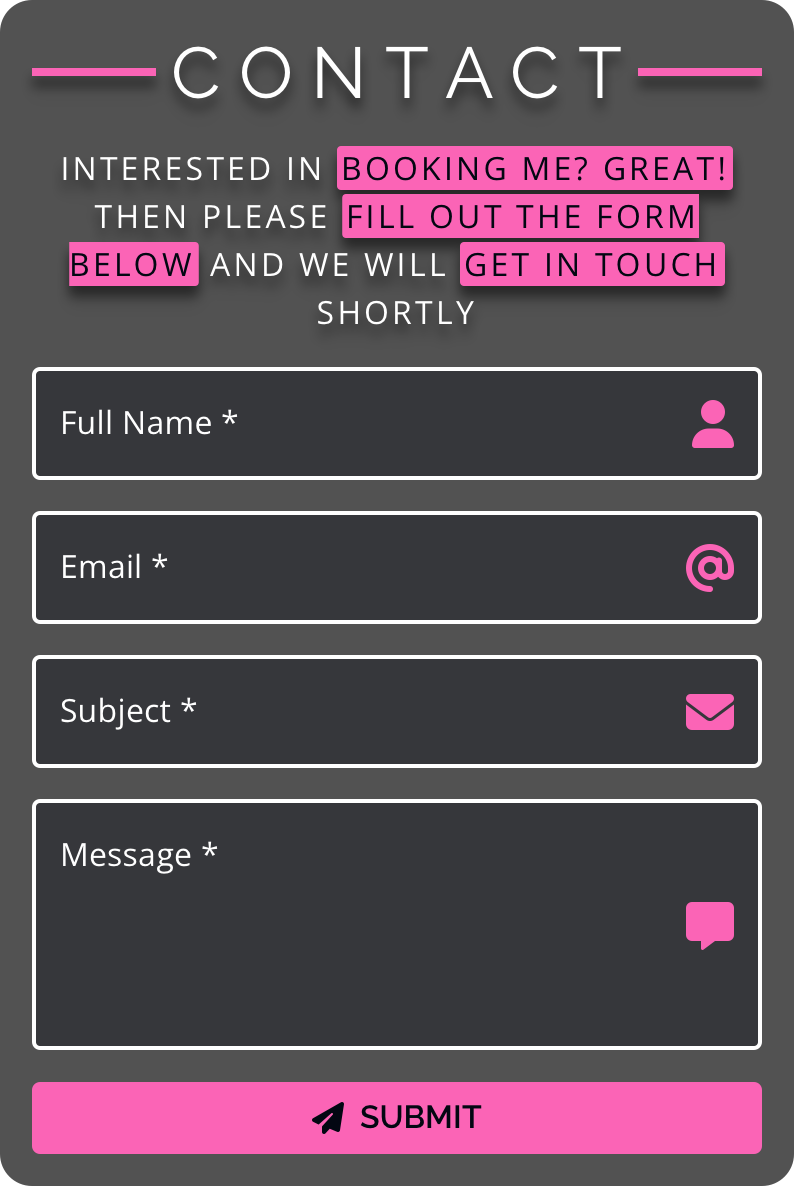 CONTACT
INTERESTED IN BOOKING ME? GREAT!
THEN PLEASE FILL OUT THE FORM
BELOW AND WE WILL GET IN TOUCH
SHORTLY
Full Name *
Email *
Subject *
Message *
SUBMIT